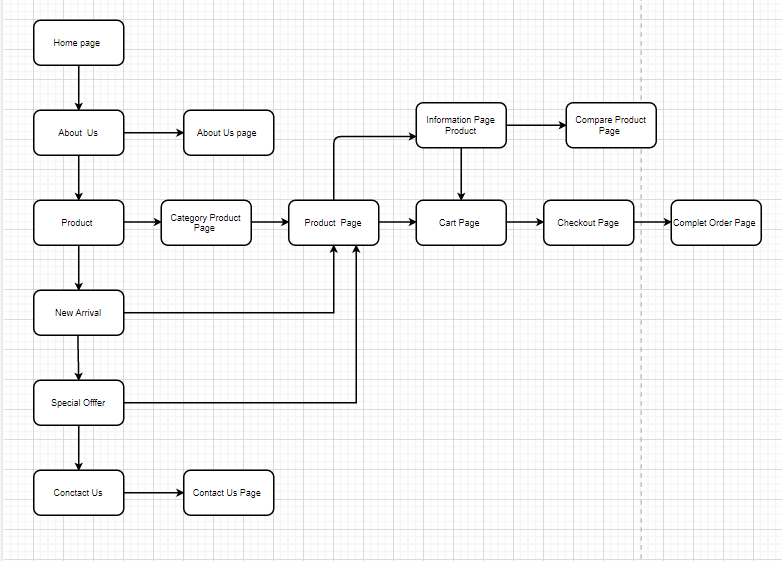 Home page
About Us
About Us page
Information Page
Product
Compare Product
Page
Product
Category Product
Page
Product Page
Cart Page
Checkout Page
Complet Order Page
New Arrival
Special Offfer
Conctact Us
Contact Us Page